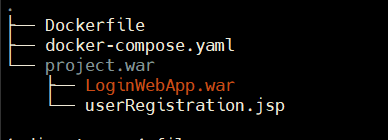 .
├── Dockerfile
├── docker-compose.yaml
└── project.war
    ├── LoginWebApp.war
    └── userRegistration.jsp